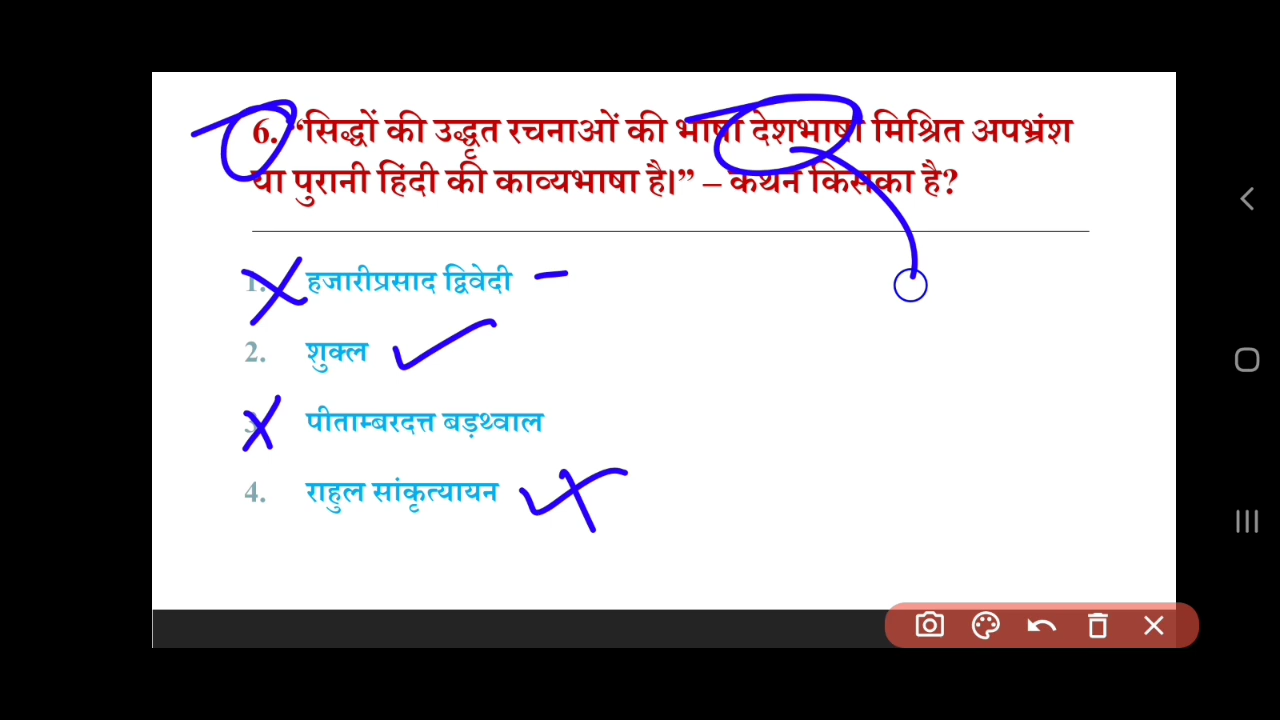 6. “सिद्धों की उद्धृत रचनाओं की भाषा देशभाषा मिश्रित अपभ्रंश
या पुरानी हिंदी की काव्यभाषा है।” – कथन किसका है?
1. हजारीप्रसाद द्विवेदी
2. शुक्ल
3. पीताम्बरदत्त बड़थ्वाल
4. राहुल सांकृत्यायन